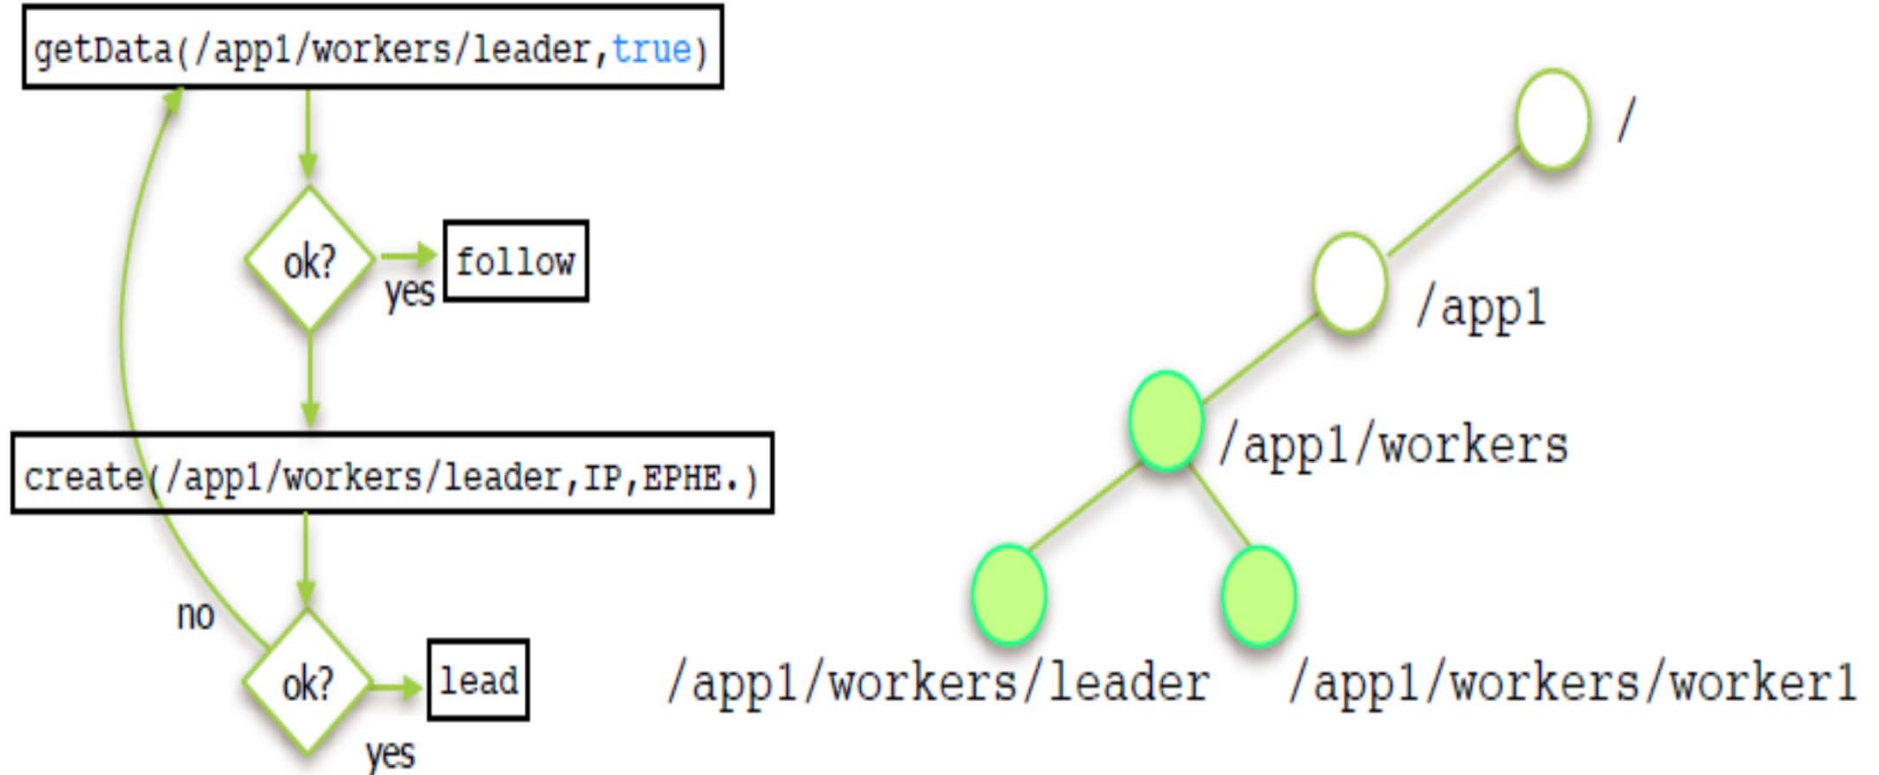 getData(/app1/workers/leader,true)
ok?
yes
follow
create(/app1/workers/leader,IP,EPHE.)
no
ok?
yes
lead
/
/app1
/app1/workers
/app1/workers/leader
/app1/workers/worker1